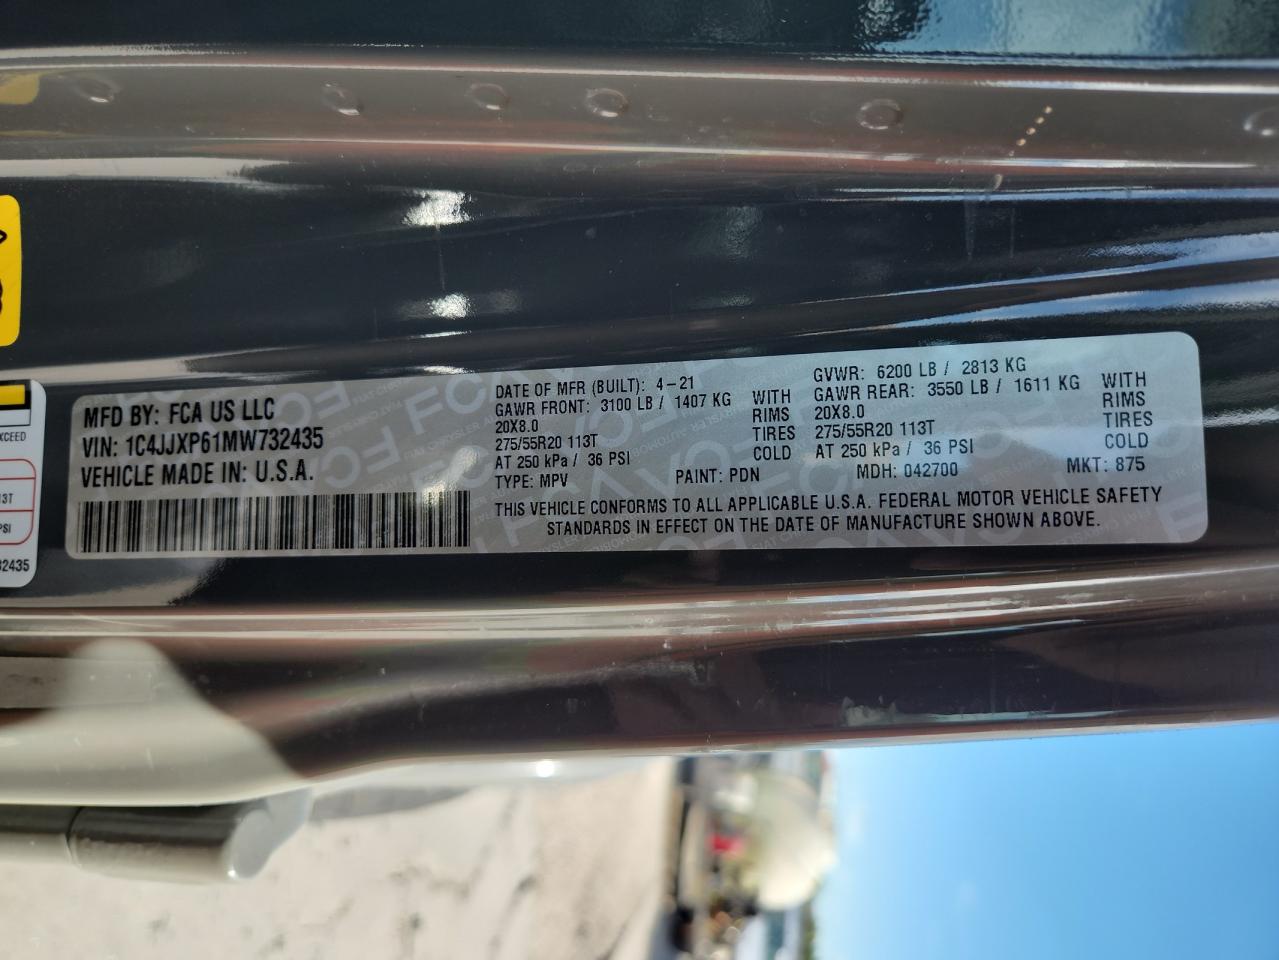 MFD BY: FCA US LLC
VIN: 1C4JJXP61MW732435
VEHICLE MADE IN: U.S.A.
DATE OF MFR (BUILT): 4-21
GAWR FRONT: 3100 LB / 1407 KG WITH
20X8.0 RIMS
275/55R20 113T TIRES
AT 250 kPa / 36 PSI COLD
TYPE: MPV PAINT: PDN
GVWR: 6200 LB / 2813 KG
GAWR REAR: 3550 LB / 1611 KG WITH
20X8.0 RIMS
275/55R20 113T TIRES
AT 250 kPa / 36 PSI COLD
MDH: 042700 MKT: 875
THIS VEHICLE CONFORMS TO ALL APPLICABLE U.S.A. FEDERAL MOTOR VEHICLE SAFETY
STANDARDS IN EFFECT ON THE DATE OF MANUFACTURE SHOWN ABOVE.
XCEED
13T
PSI
32435